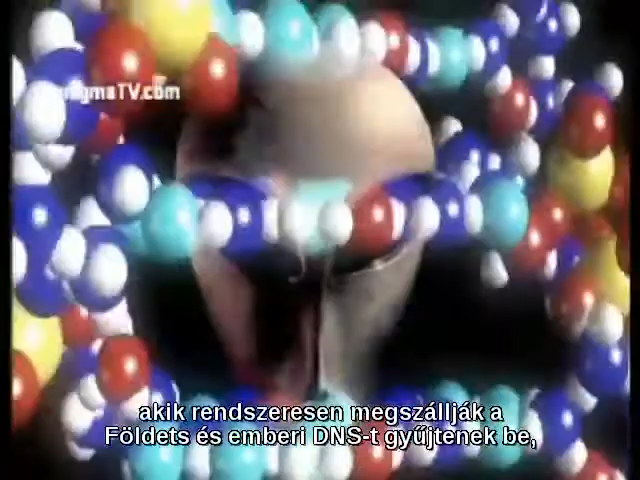 akik rendszeresen megszállják a
Földets és emberi DNS-t gyűjtenek be,